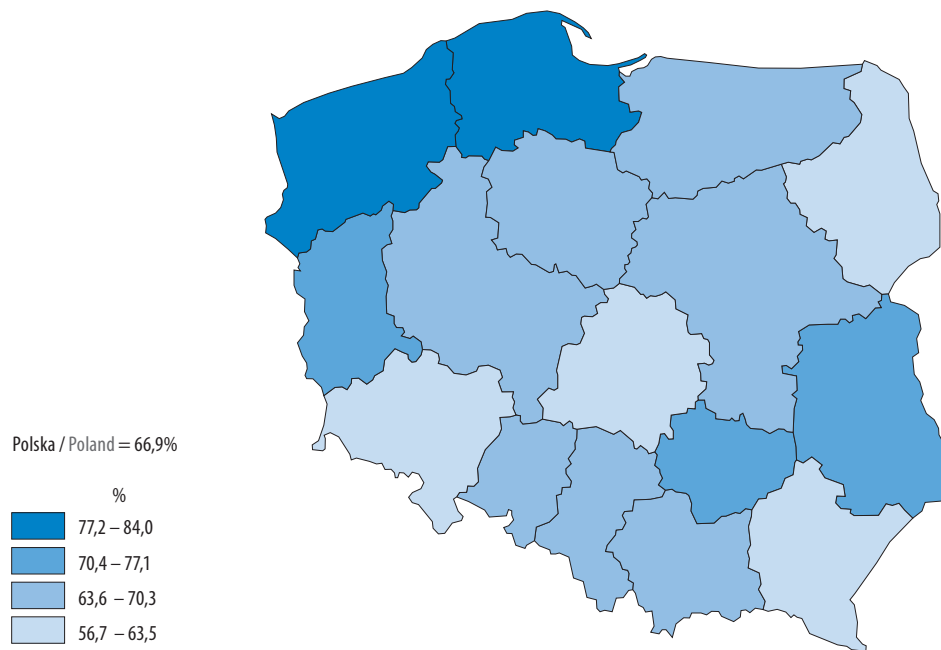 Polska / Poland = 66,9%
%
77,2 – 84,0
70,4 – 77,1
63,6 – 70,3
56,7 – 63,5